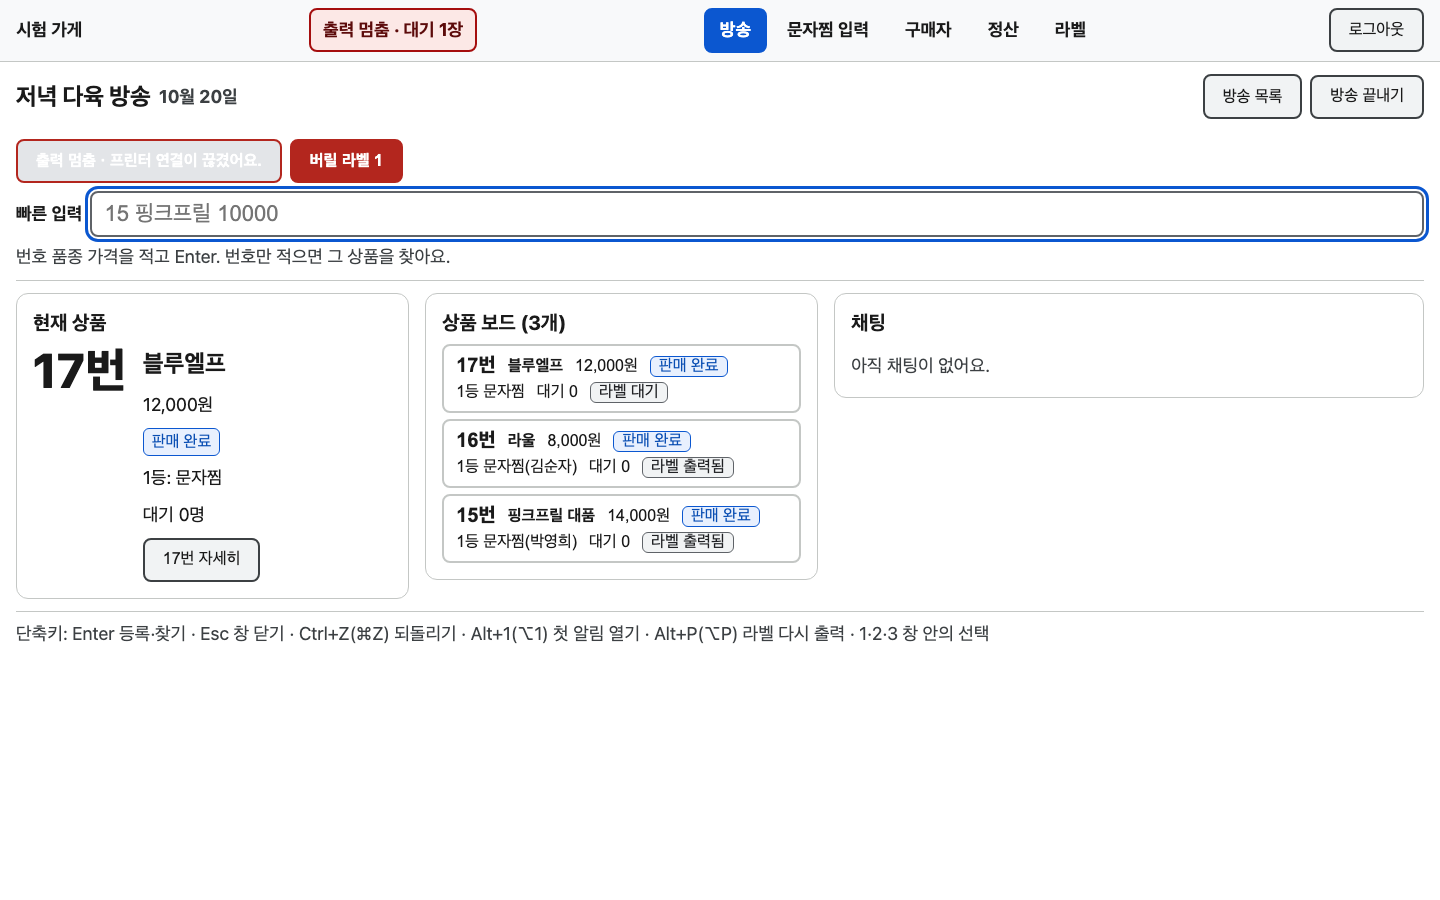 시험 가게
출력 멈춤 · 대기 1장
방송 문자찜 입력 구매자 정산 라벨
로그아웃
저녁 다육 방송 10월 20일
방송 목록 방송 끝내기
출력 멈춤 · 프린터 연결이 끊겼어요. 버릴 라벨 1
빠른 입력 15 핑크프릴 10000
번호 품종 가격을 적고 Enter. 번호만 적으면 그 상품을 찾아요.
현재 상품
17번 블루엘프
12,000원
판매 완료
1등: 문자찜
대기 0명
17번 자세히
상품 보드 (3개)
17번 블루엘프 12,000원 판매 완료
1등 문자찜 대기 0 라벨 대기
16번 라울 8,000원 판매 완료
1등 문자찜(김순자) 대기 0 라벨 출력됨
15번 핑크프릴 대품 14,000원 판매 완료
1등 문자찜(박영희) 대기 0 라벨 출력됨
채팅
아직 채팅이 없어요.
단축키: Enter 등록·찾기 · Esc 창 닫기 · Ctrl+Z(⌘Z) 되돌리기 · Alt+1(⌥1) 첫 알림 열기 · Alt+P(⌥P) 라벨 다시 출력 · 1·2·3 창 안의 선택